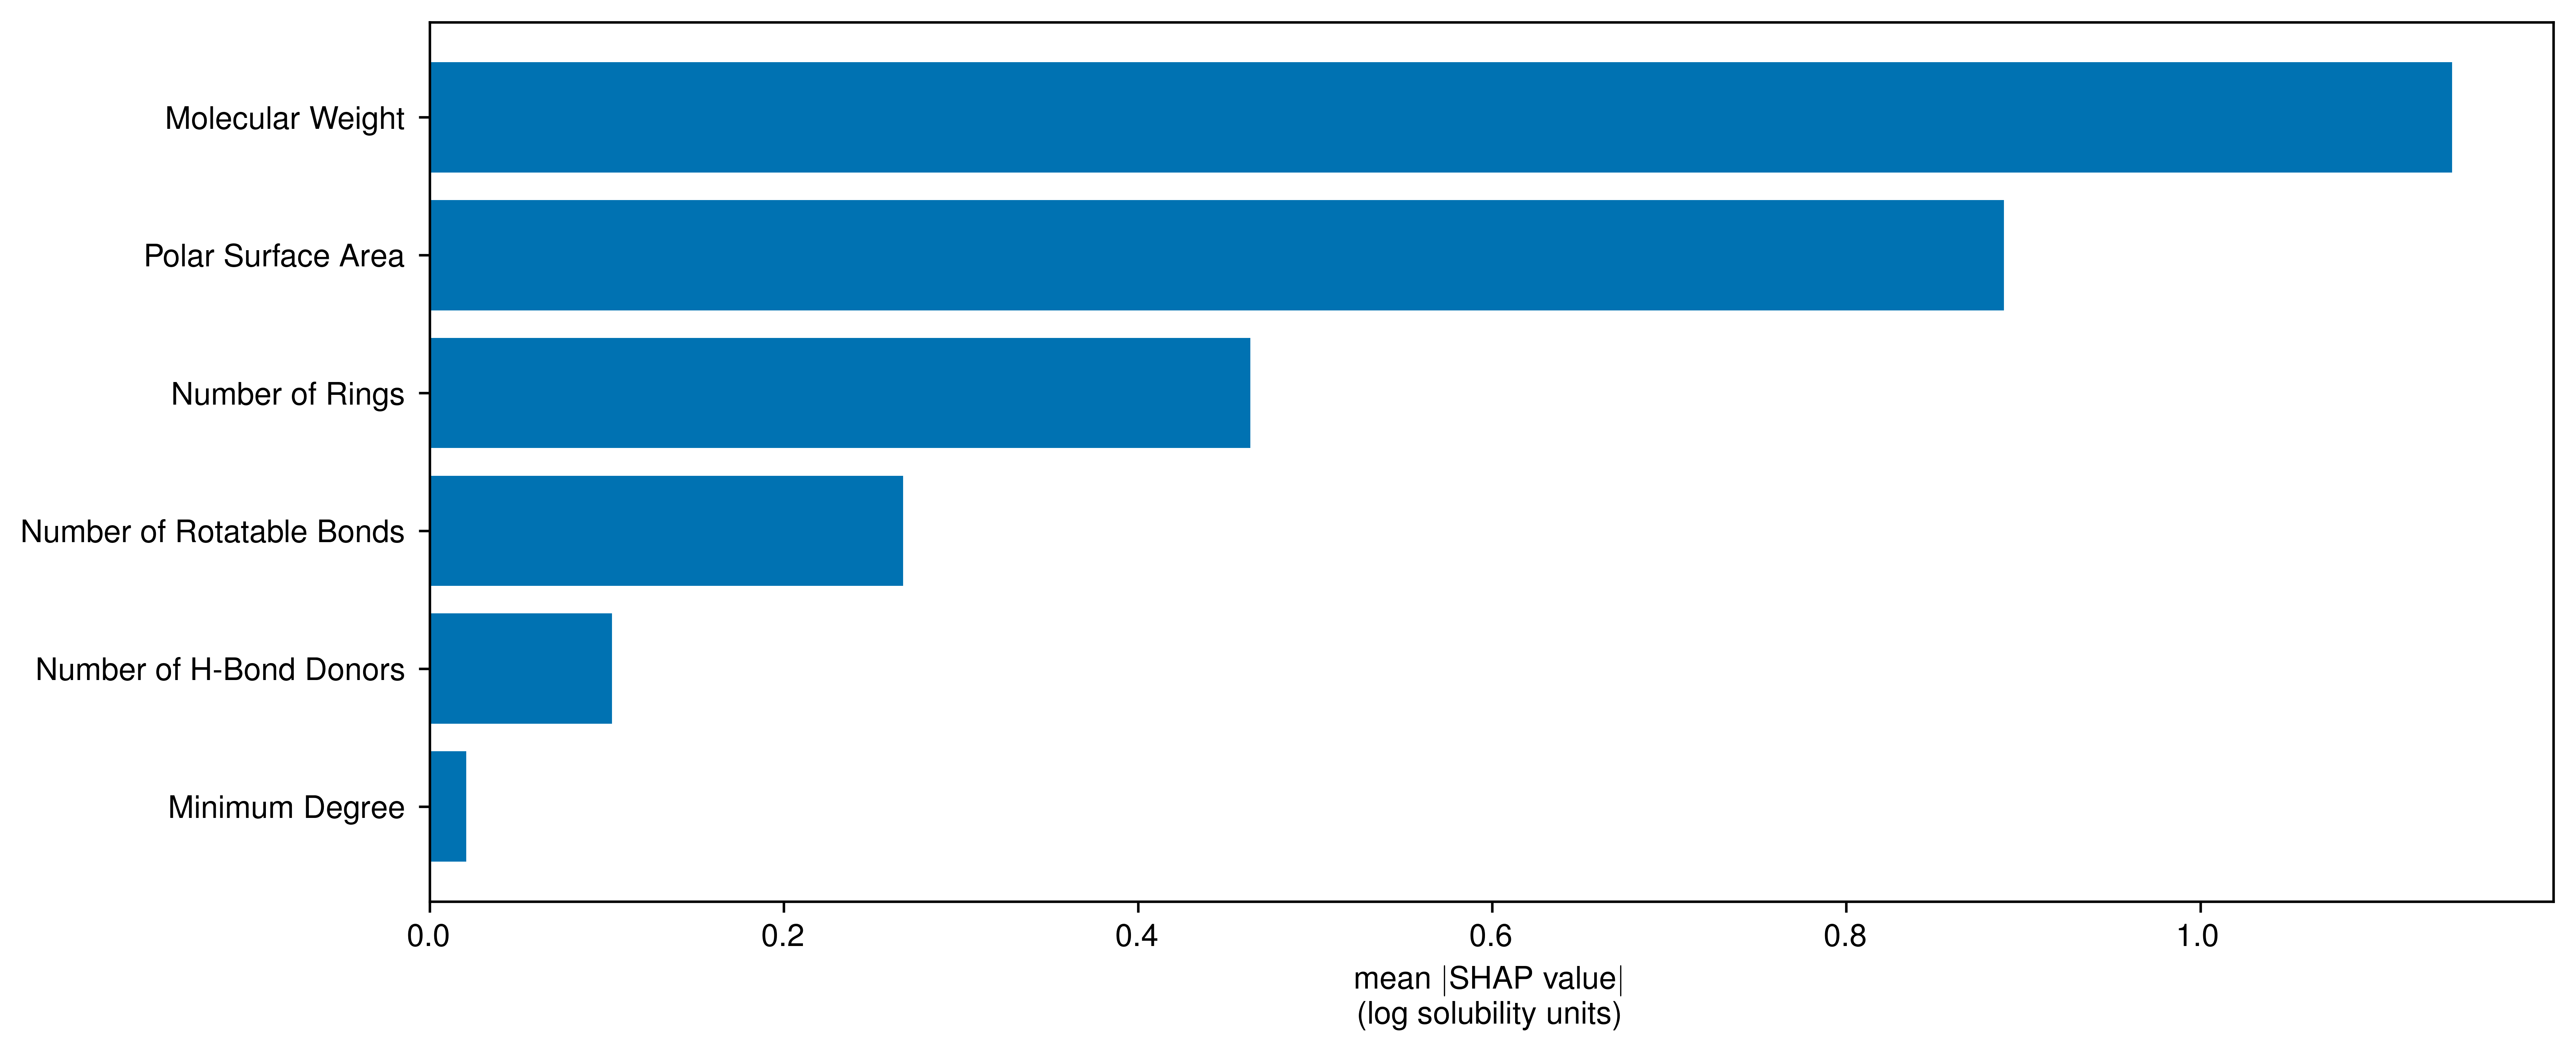 Molecular Weight
Polar Surface Area
Number of Rings
Number of Rotatable Bonds
Number of H-Bond Donors
Minimum Degree
0.0 0.2 0.4 0.6 0.8 1.0
mean |SHAP value|
(log solubility units)